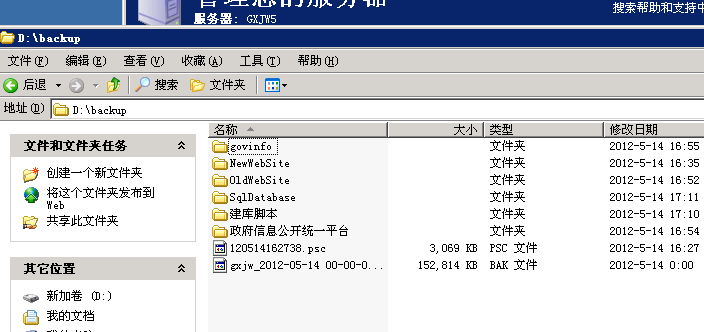 管理您的服务器
服务器: GXJW5
搜索帮助和支持中
D:\backup
文件(F) 编辑(E) 查看(V) 收藏(A) 工具(T) 帮助(H)
后退 搜索 文件夹
地址(D) D:\backup
文件和文件夹任务
创建一个新文件夹
将这个文件夹发布到
Web
共享此文件夹
其它位置
新加卷 (D:)
我的文档
名称 大小 类型 修改日期
govinfo 文件夹 2012-5-14 16:55
NewWebSite 文件夹 2012-5-14 16:35
OldWebSite 文件夹 2012-5-14 16:52
SqlDatabase 文件夹 2012-5-14 17:11
建库脚本 文件夹 2012-5-14 17:10
政府信息公开统一平台 文件夹 2012-5-14 16:54
120514162738.psc 3,069 KB PSC 文件 2012-5-14 16:27
gxjw_2012-05-14 00-00-0... 152,814 KB BAK 文件 2012-5-14 0:00